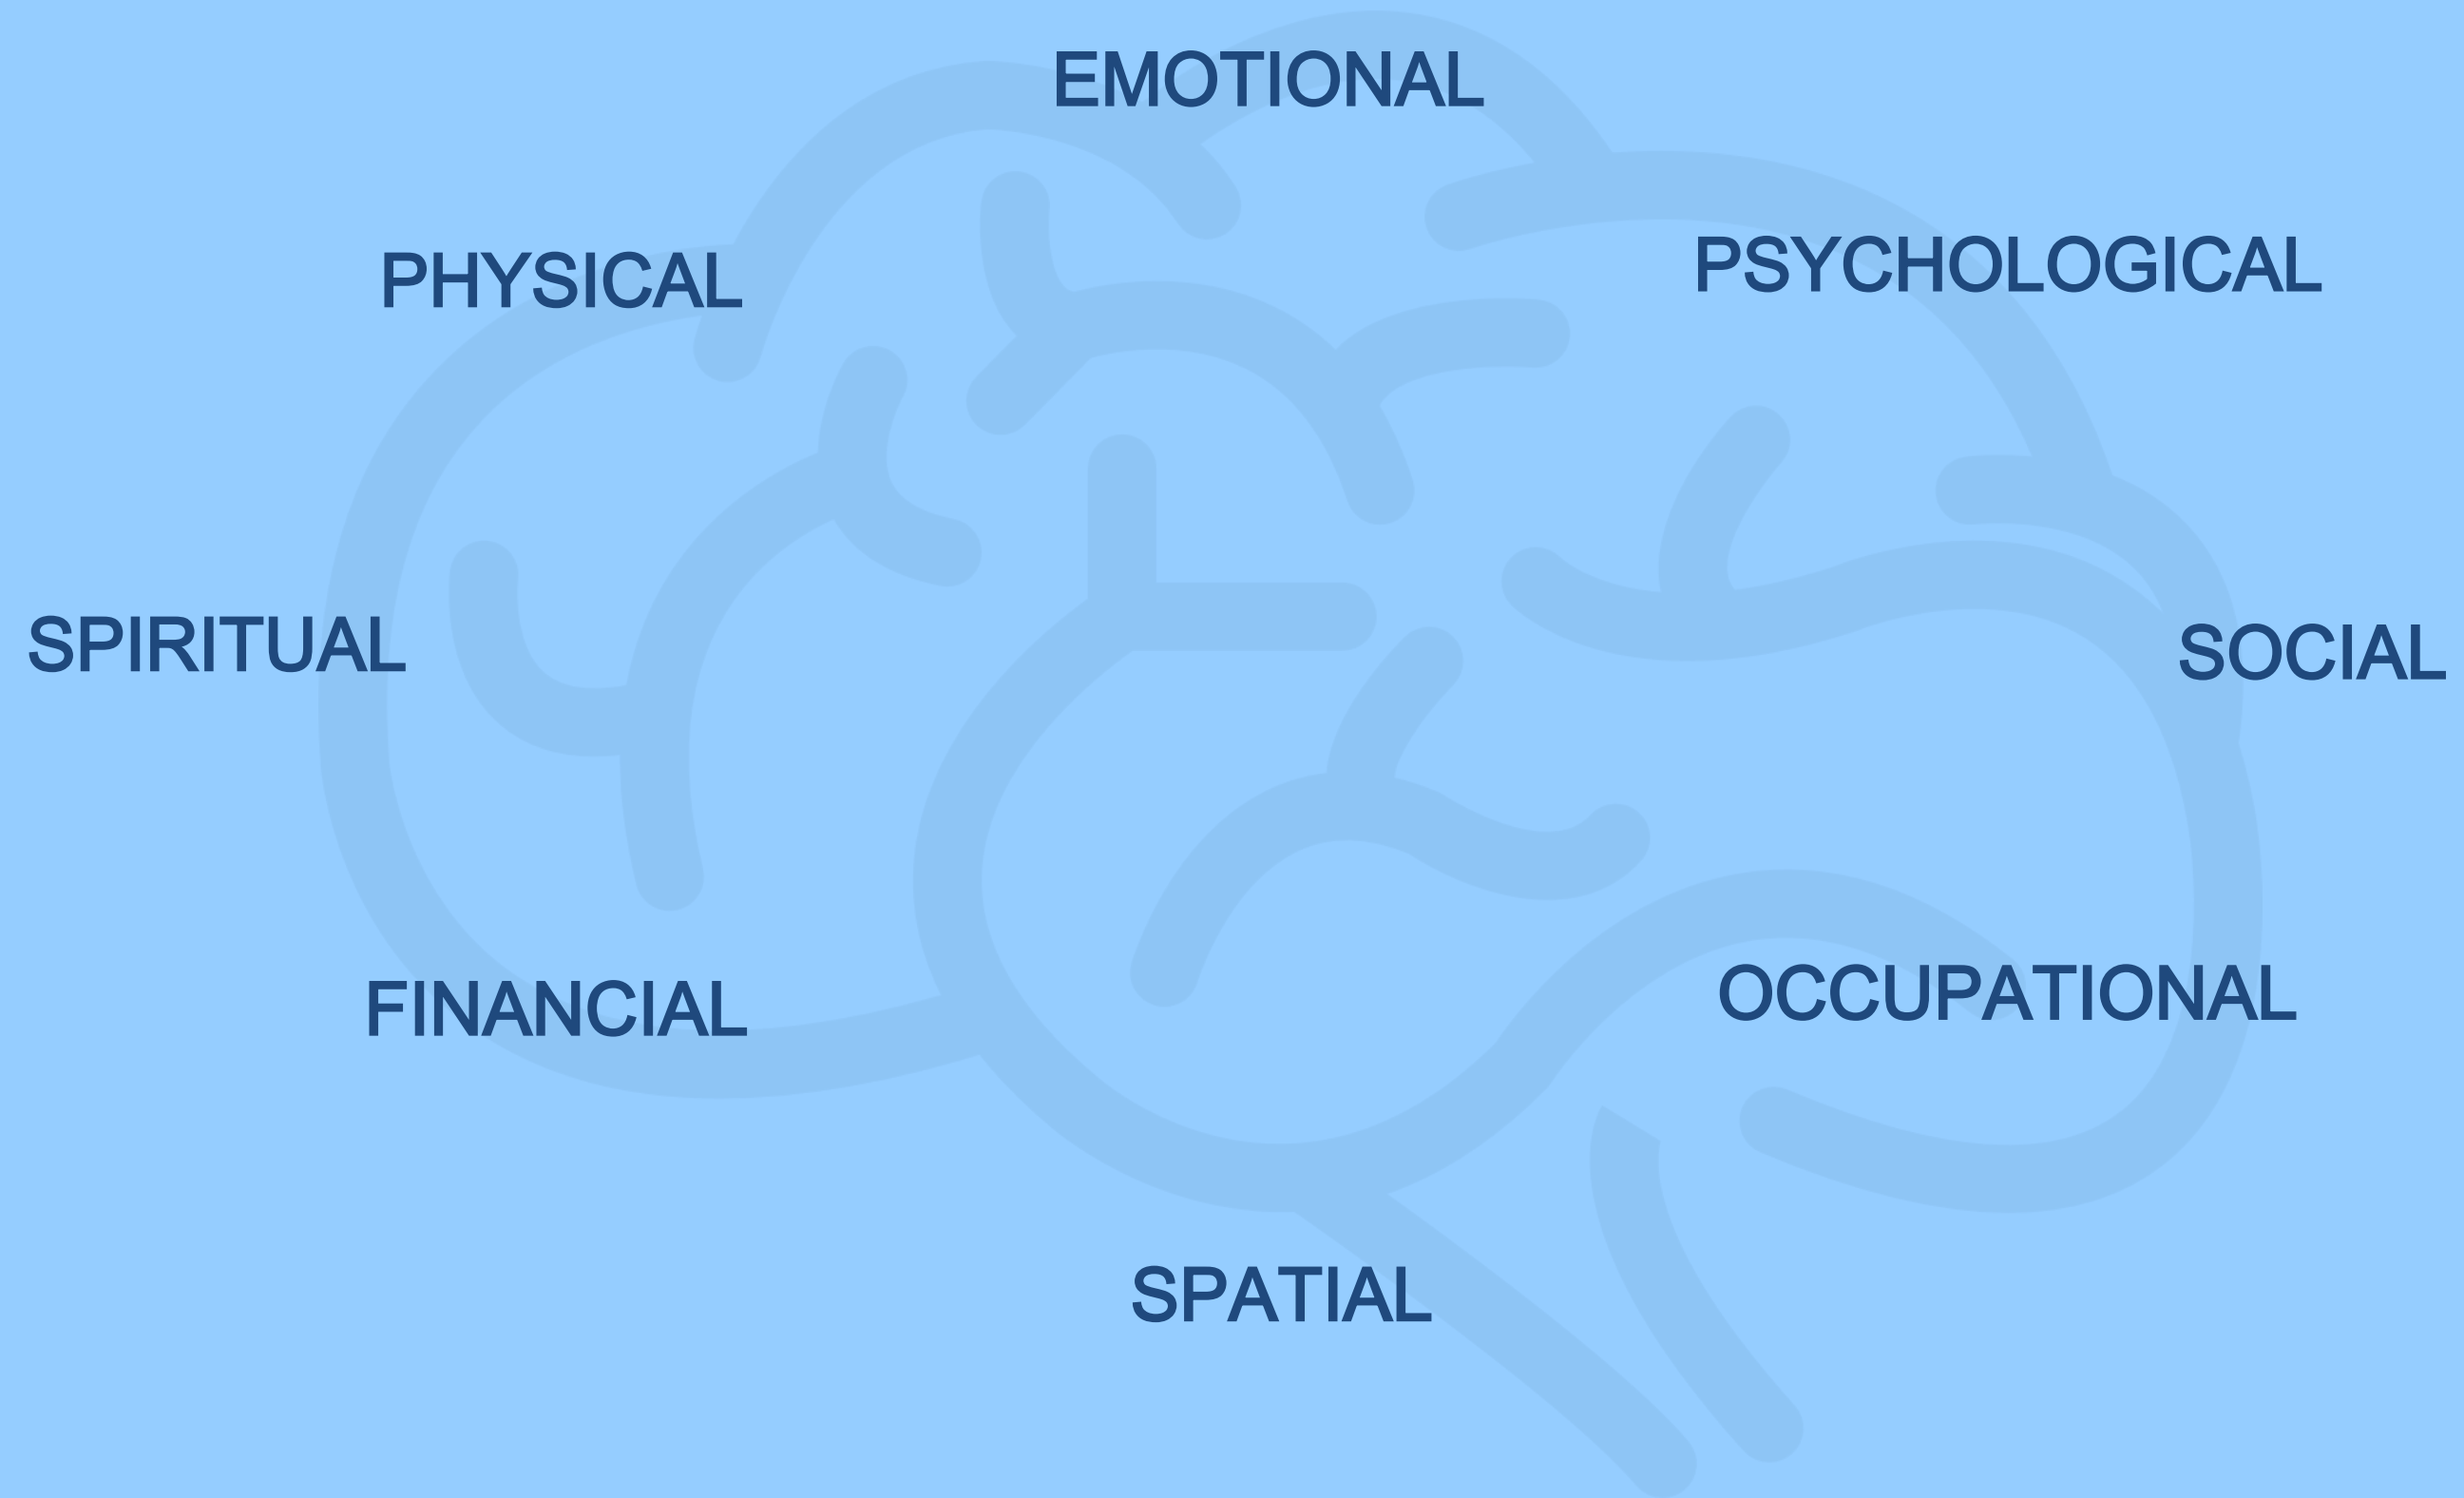 EMOTIONAL
PHYSICAL
PSYCHOLOGICAL
SPIRITUAL
SOCIAL
FINANCIAL
OCCUPATIONAL
SPATIAL